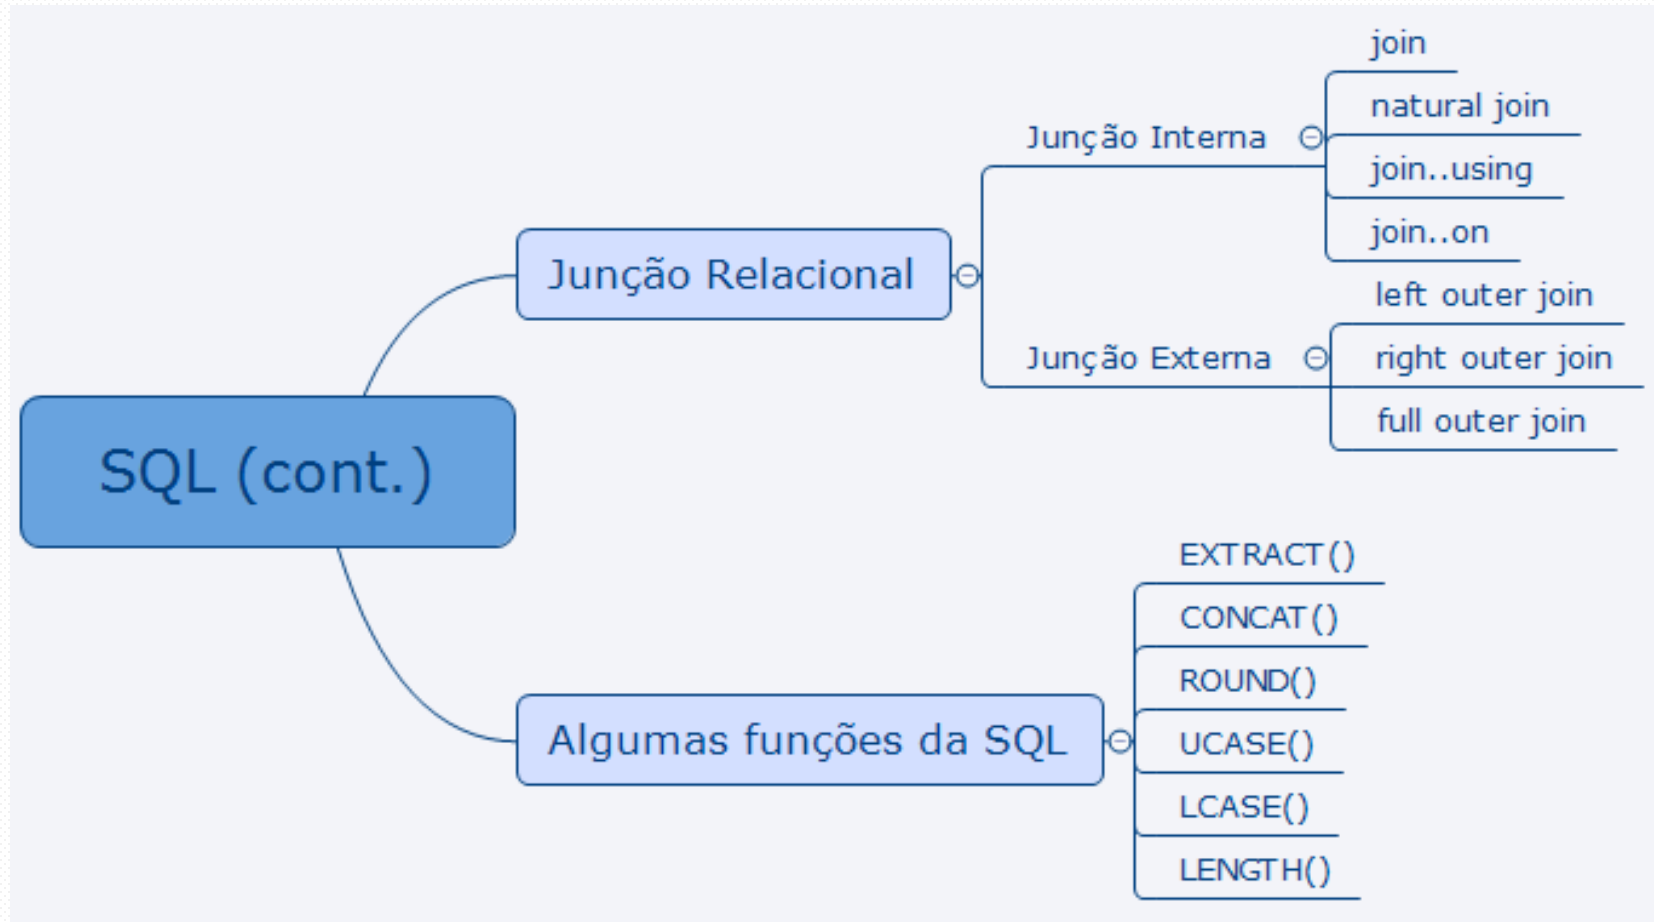 SQL (cont.)
Junção Relacional
Junção Interna
join
natural join
join..using
join..on
Junção Externa
left outer join
right outer join
full outer join
Algumas funções da SQL
EXTRACT()
CONCAT()
ROUND()
UCASE()
LCASE()
LENGTH()